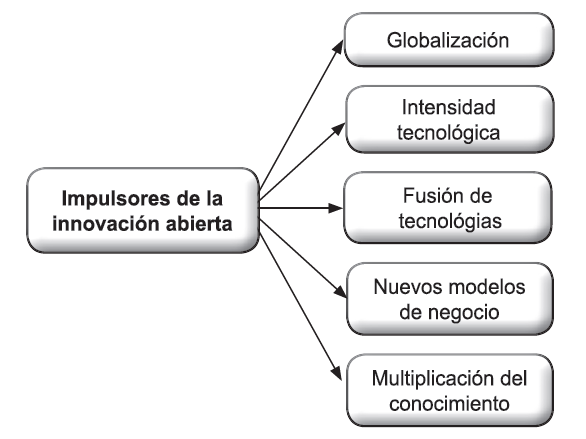 Globalización
Intensidad
tecnológica
Impulsores de la
innovación abierta
Fusión de
tecnológias
Nuevos modelos
de negocio
Multiplicación del
conocimiento